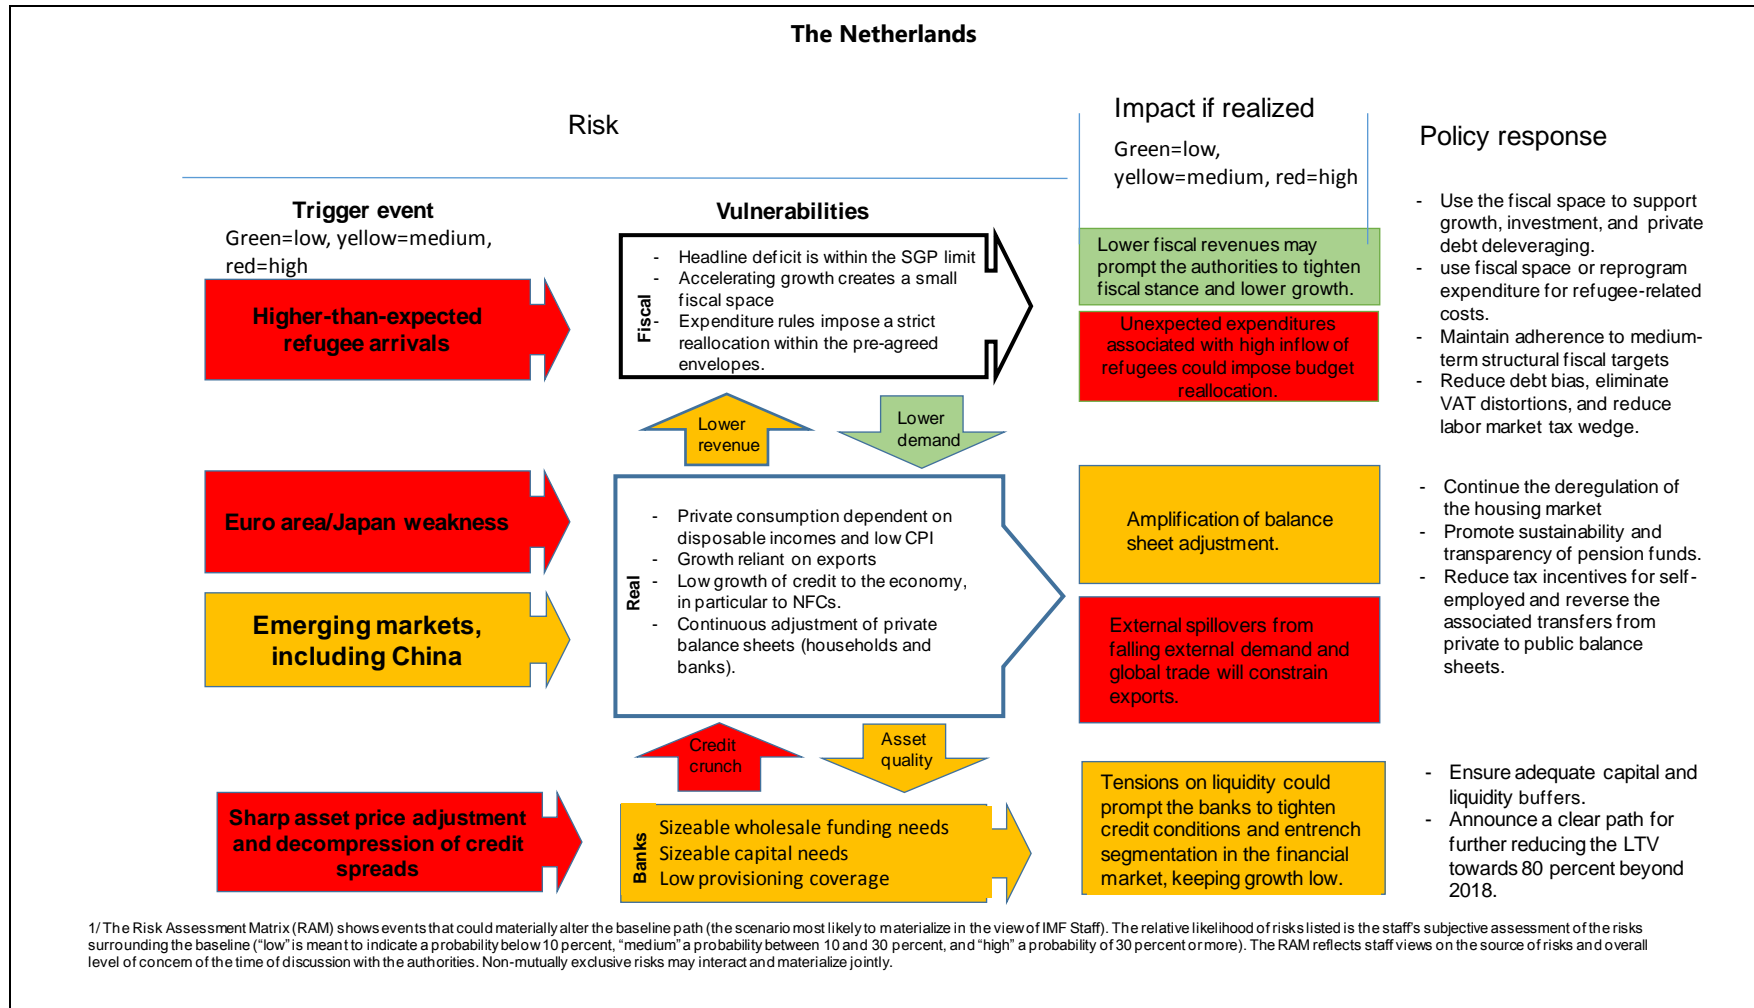 The Netherlands
Risk
Impact if realized
Green=low,
yellow=medium, red=high
Policy response
Trigger event
Green=low, yellow=medium,
red=high
Vulnerabilities
Higher-than-expected
refugee arrivals
Fiscal
- Headline deficit is within the SGP limit
- Accelerating growth creates a small
fiscal space
- Expenditure rules impose a strict
reallocation within the pre-agreed
envelopes.
Lower fiscal revenues may
prompt the authorities to tighten
fiscal stance and lower growth.
Unexpected expenditures
associated with high inflow of
refugees could impose budget
reallocation.
- Use the fiscal space to support
growth, investment, and private
debt deleveraging.
- use fiscal space or reprogram
expenditure for refugee-related
costs.
- Maintain adherence to medium-
term structural fiscal targets
- Reduce debt bias, eliminate
VAT distortions, and reduce
labor market tax wedge.
Lower
revenue
Lower
demand
Euro area/Japan weakness
Emerging markets,
including China
Real
- Private consumption dependent on
disposable incomes and low CPI
- Growth reliant on exports
- Low growth of credit to the economy,
in particular to NFCs.
- Continuous adjustment of private
balance sheets (households and
banks).
Amplification of balance
sheet adjustment.
External spillovers from
falling external demand and
global trade will constrain
exports.
- Continue the deregulation of
the housing market
- Promote sustainability and
transparency of pension funds.
- Reduce tax incentives for self-
employed and reverse the
associated transfers from
private to public balance
sheets.
Credit
crunch
Asset
quality
Sharp asset price adjustment
and decompression of credit
spreads
Banks
Sizeable wholesale funding needs
Sizeable capital needs
Low provisioning coverage
Tensions on liquidity could
prompt the banks to tighten
credit conditions and entrench
segmentation in the financial
market, keeping growth low.
- Ensure adequate capital and
liquidity buffers.
- Announce a clear path for
further reducing the LTV
towards 80 percent beyond
2018.
1/ The Risk Assessment Matrix (RAM) shows events that could materially alter the baseline path (the scenario most likely to materialize in the view of IMF Staff). The relative likelihood of risks listed is the staff's subjective assessment of the risks
surrounding the baseline (“low” is meant to indicate a probability below 10 percent, “medium” a probability between 10 and 30 percent, and “high” a probability of 30 percent or more). The RAM reflects staff views on the source of risks and overall
level of concern of the time of discussion with the authorities. Non-mutually exclusive risks may interact and materialize jointly.